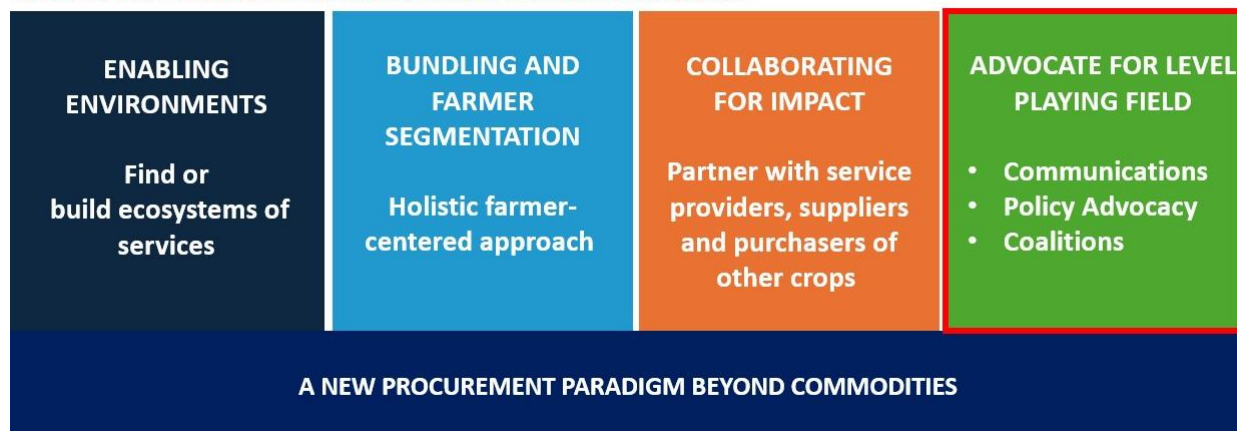 ENABLING
ENVIRONMENTS
Find or
build ecosystems of
services
BUNDLING AND
FARMER
SEGMENTATION
Holistic farmer-
centered approach
COLLABORATING
FOR IMPACT
Partner with service
providers, suppliers
and purchasers of
other crops
ADVOCATE FOR LEVEL
PLAYING FIELD
• Communications
• Policy Advocacy
• Coalitions
A NEW PROCUREMENT PARADIGM BEYOND COMMODITIES